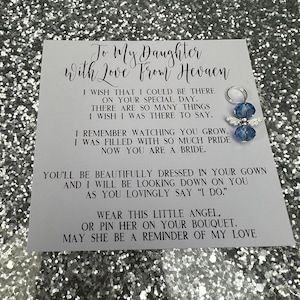 To My Daughter
With Love From Hevaen
I WISH THAT I COULD BE THERE
ON YOUR SPECIAL DAY.
THERE ARE SO MANY THINGS
I WISH I WAS THERE TO SAY.
I REMEMBER WATCHING YOU GROW,
I WAS FILLED WITH SO MUCH PRIDE
NOW YOU ARE A BRIDE.
YOU'LL BE BEAUTIFULLY DRESSED IN YOUR GOWN
AND I WILL BE LOOKING DOWN ON YOU
AS YOU LOVINGLY SAY "I DO."
WEAR THIS LITTLE ANGEL,
OR PIN HER ON YOUR BOUQUET.
MAY SHE BE A REMINDER OF MY LOVE